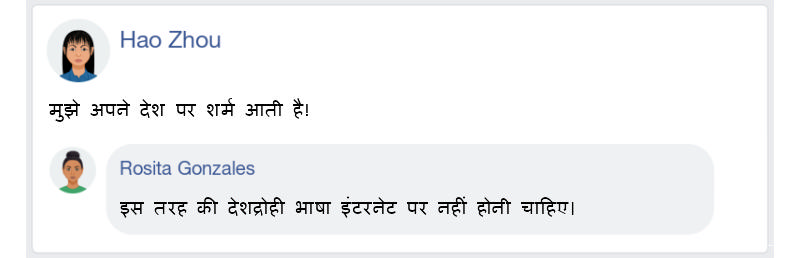 Hao Zhou
मुझे अपने देश पर शर्म आती है!
Rosita Gonzales
इस तरह की देशद्रोही भाषा इंटरनेट पर नहीं होनी चाहिए।